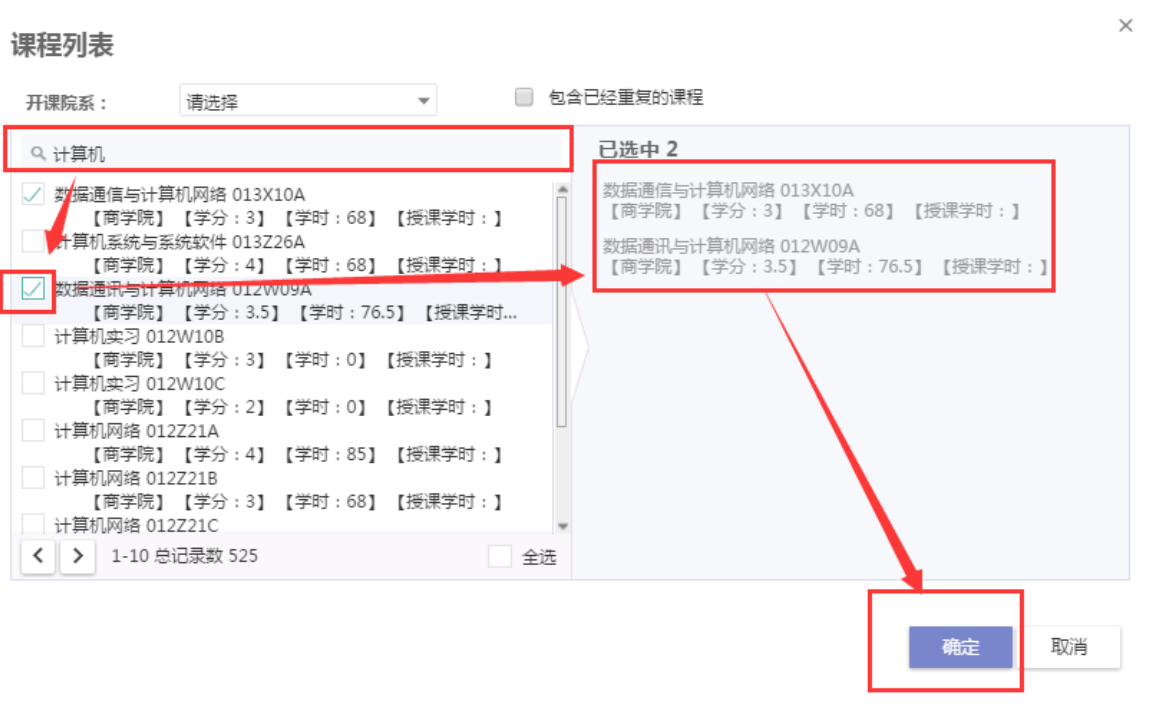 课程列表
开课院系：
请选择
包含已经重复的课程
计算机
数据通信与计算机网络 013X10A
【商学院】 【学分：3】 【学时：68】 【授课学时：】
计算机系统与系统软件 013Z26A
【商学院】 【学分：4】 【学时：68】 【授课学时：】
数据通讯与计算机网络 012W09A
【商学院】 【学分：3.5】 【学时：76.5】 【授课学时...
计算机实习 012W10B
【商学院】 【学分：3】 【学时：0】 【授课学时：】
计算机实习 012W10C
【商学院】 【学分：2】 【学时：0】 【授课学时：】
计算机网络 012Z21A
【商学院】 【学分：4】 【学时：85】 【授课学时：】
计算机网络 012Z21B
【商学院】 【学分：3】 【学时：68】 【授课学时：】
计算机网络 012Z21C
1-10 总记录数 525
全选
已选中 2
数据通信与计算机网络 013X10A
【商学院】 【学分：3】 【学时：68】 【授课学时：】
数据通讯与计算机网络 012W09A
【商学院】 【学分：3.5】 【学时：76.5】 【授课学时：】
确定
取消